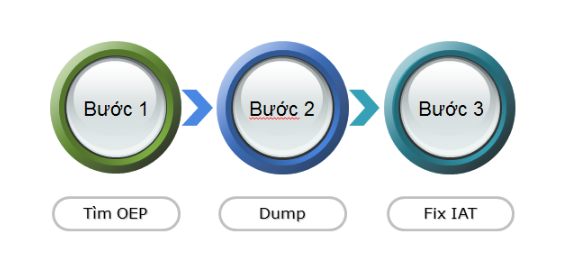 Bước 1
Bước 2
Bước 3
Tìm OEP
Dump
Fix IAT